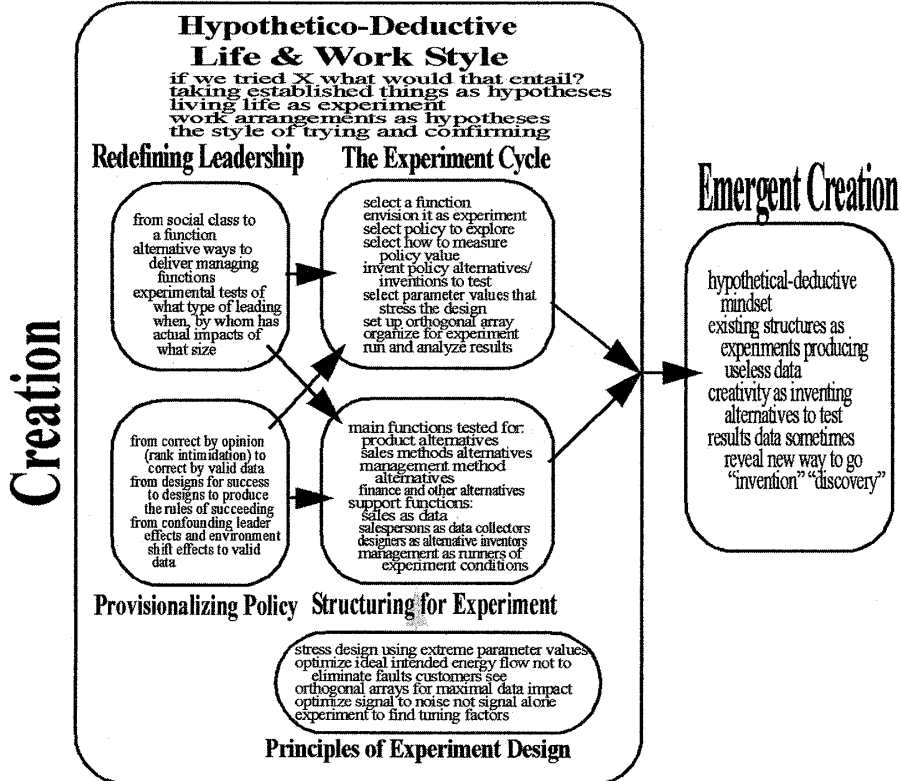 Hypothetico-Deductive
Life & Work Style
if we tried X what would that entail?
taking established things as hypotheses
living life as experiment
work arrangements as hypotheses
the style of trying and confirming
Redefining Leadership
from social class to
a function
alternative ways to
deliver managing
functions
experimental tests of
what type of leading
when, by whom has
actual impacts of
what size
The Experiment Cycle
select a function
envision it as experiment
select policy to explore
select how to measure
policy value
invent policy alternatives/
inventions to test
select parameter values that
stress the design
set up orthogonal array
organize for experiment
run and analyze results
Creation
from correct by opinion
(rank intimidation) to
correct by valid data
from designs for success
to designs to produce
the rules of succeeding
from confounding leader
effects and environment
shift effects to valid
data
Provisionalizing Policy
main functions tested for:
product alternatives
sales methods alternatives
management method
alternatives
finance and other alternatives
support functions:
sales as data
salespersons as data collectors
designers as alternative inventors
management as runners of
experiment conditions
Structuring for Experiment
stress design using extreme parameter values
optimize ideal intended energy flow not to
eliminate faults customers see
orthogonal arrays for maximal data impact
optimize signal to noise not signal alone
experiment to find tuning factors
Principles of Experiment Design
Emergent Creation
hypothetical-deductive
mindset
existing structures as
experiments producing
useless data
creativity as inventing
alternatives to test
results data sometimes
reveal new way to go
“invention” “discovery”